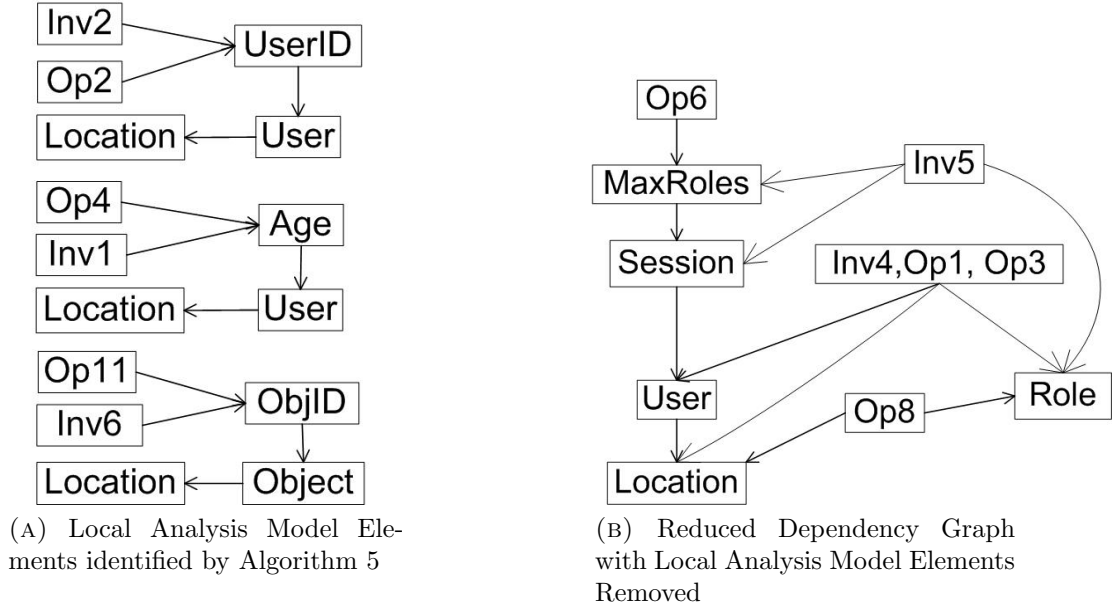 Inv2
UserID
Op2
Location
User
Op4
Age
Inv1
Location
User
Op11
ObjID
Inv6
Location
Object
(A) Local Analysis Model Ele-
ments identified by Algorithm 5
Op6
Inv5
MaxRoles
Session
Inv4,Op1, Op3
User
Op8
Role
Location
(B) Reduced Dependency Graph
with Local Analysis Model Elements
Removed